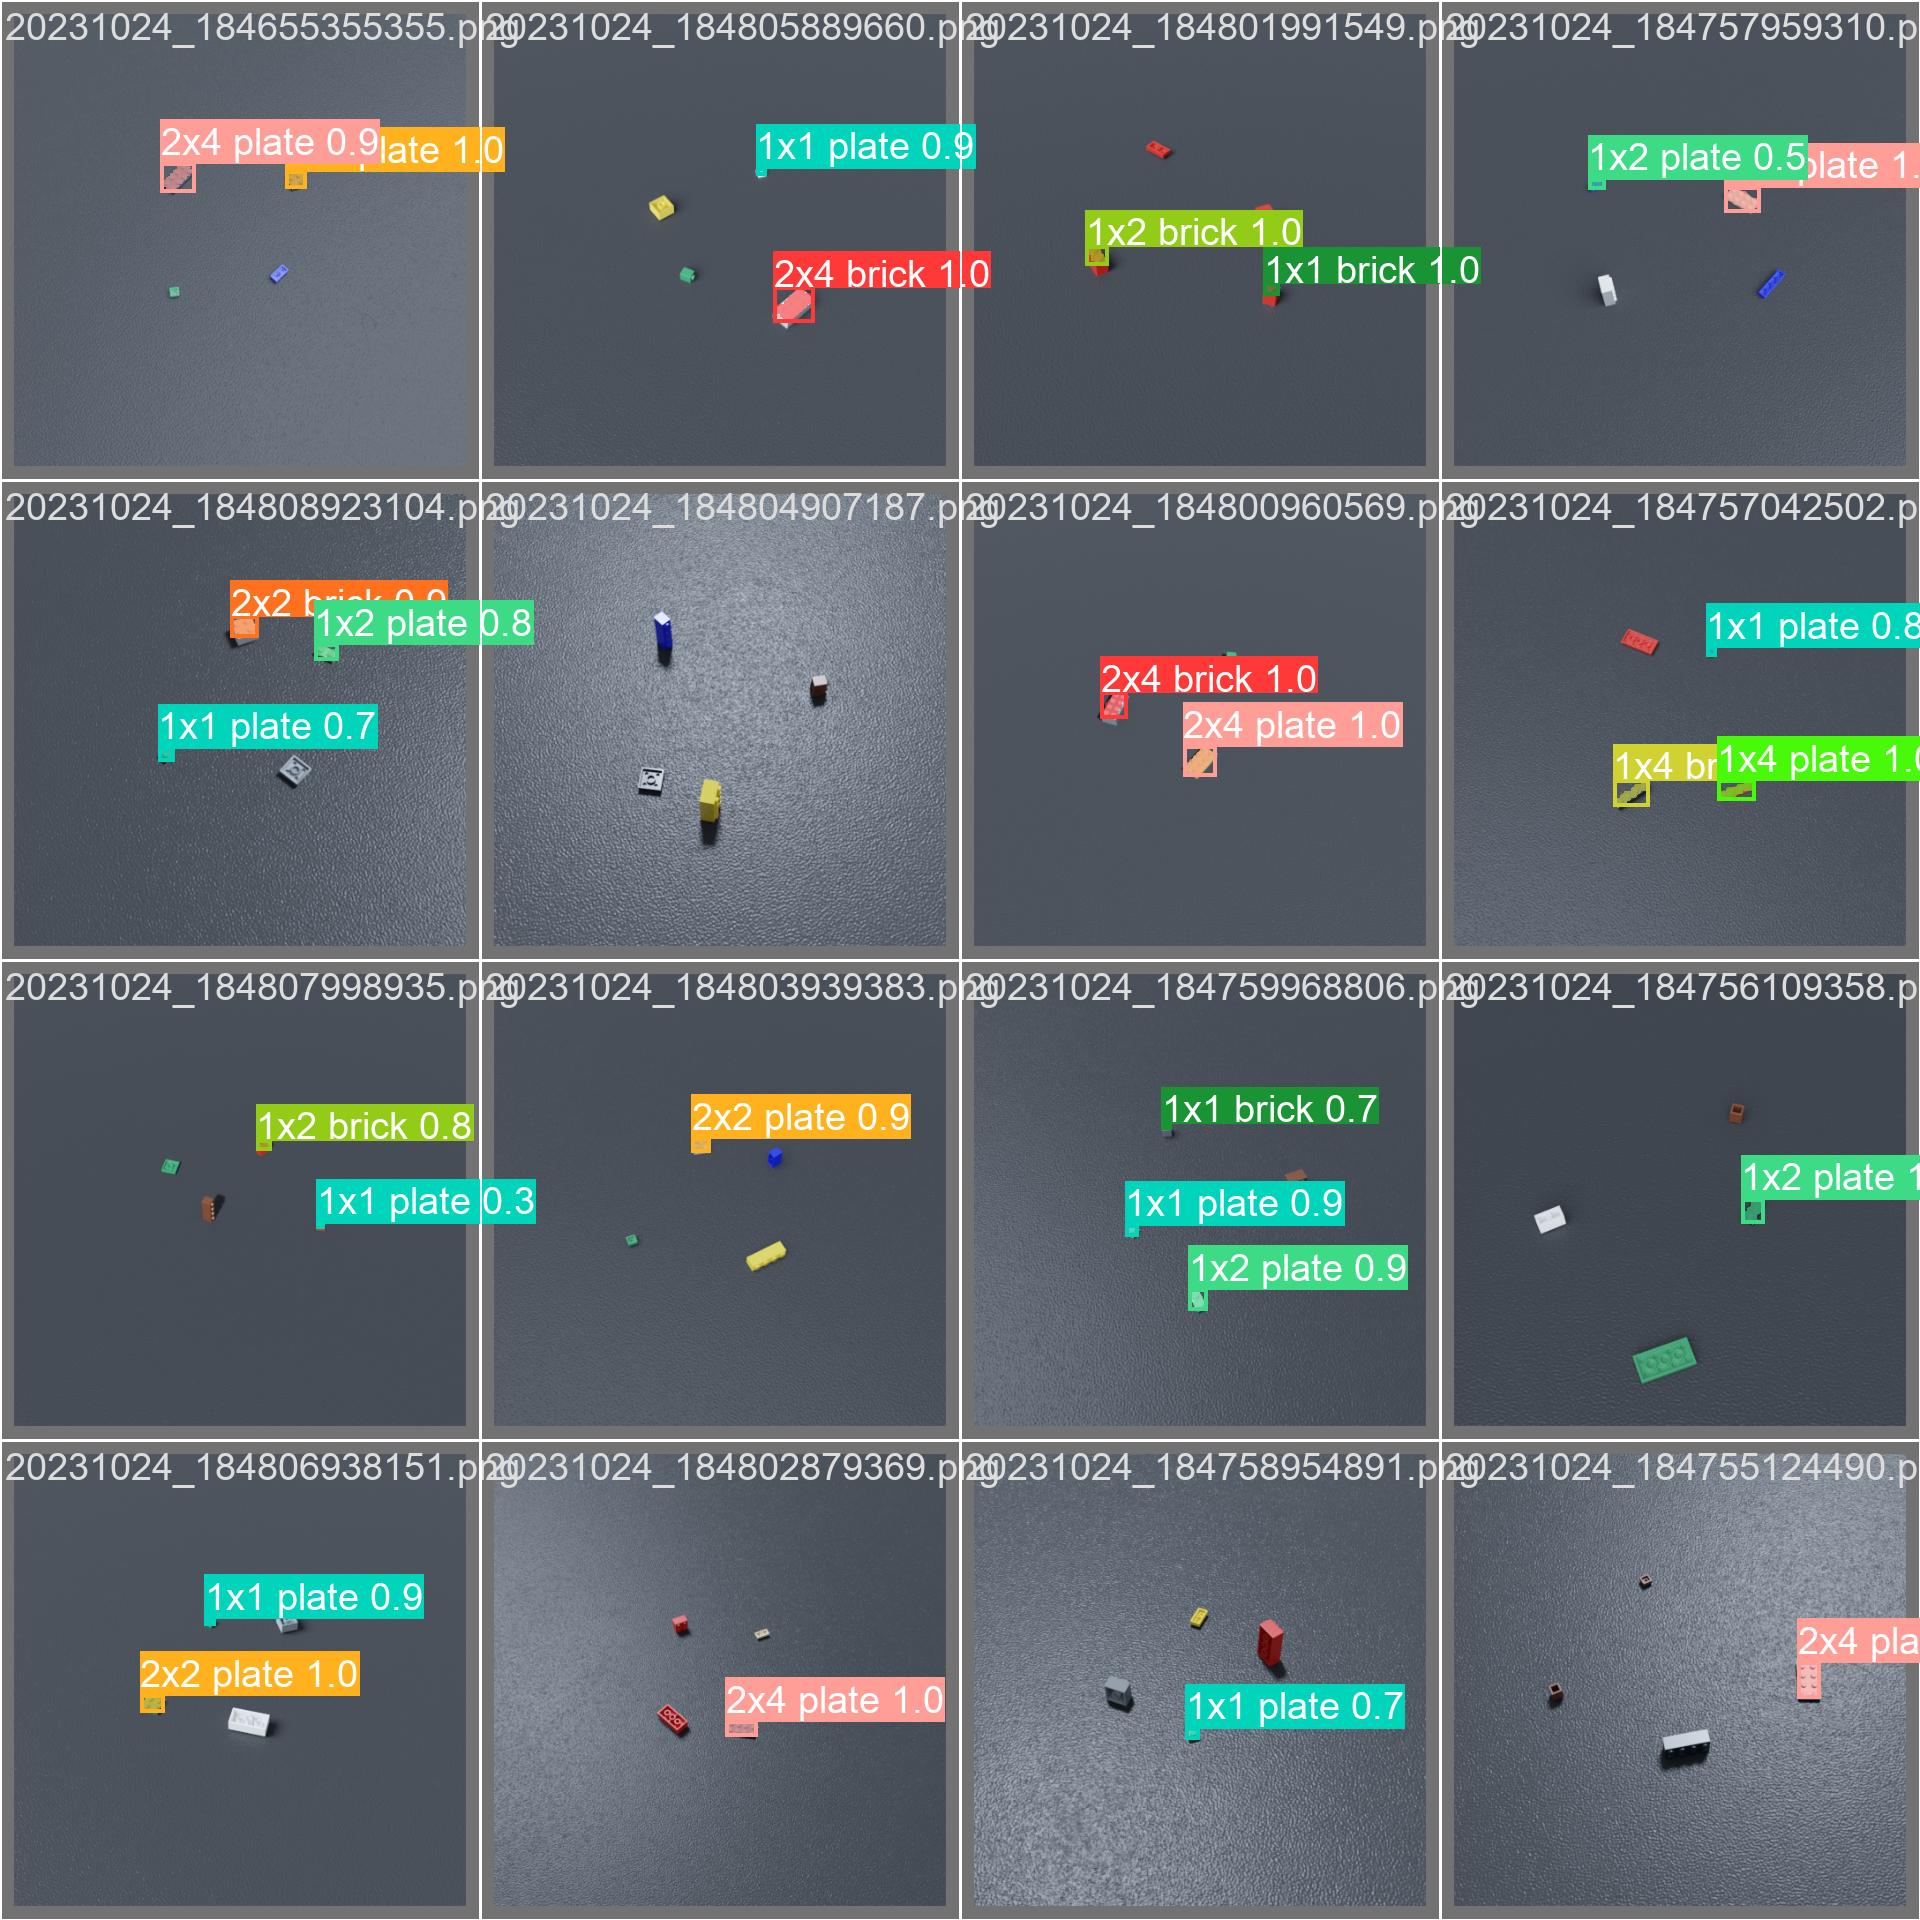 20231024_184655355355.png
20231024_184805889660.png
20231024_184801991549.png
20231024_184757959310.p
2x4 plate 0.9
late 1.0
1x1 plate 0.9
2x4 brick 1.0
1x2 brick 1.0
1x1 brick 1.0
1x2 plate 0.5
plate 1.
20231024_184808923104.png
20231024_184804907187.png
20231024_184800960569.png
20231024_184757042502.p
2x2 brick 0.9
1x2 plate 0.8
1x1 plate 0.7
2x4 brick 1.0
2x4 plate 1.0
1x1 plate 0.8
1x4 br
1x4 plate 1.0
20231024_184807998935.png
20231024_184803939383.png
20231024_184759968806.png
20231024_184756109358.p
1x2 brick 0.8
1x1 plate 0.3
2x2 plate 0.9
1x1 brick 0.7
1x1 plate 0.9
1x2 plate 0.9
1x2 plate 1
20231024_184806938151.png
20231024_184802879369.png
20231024_184758954891.png
20231024_184755124490.p
1x1 plate 0.9
2x2 plate 1.0
2x4 plate 1.0
1x1 plate 0.7
2x4 pla